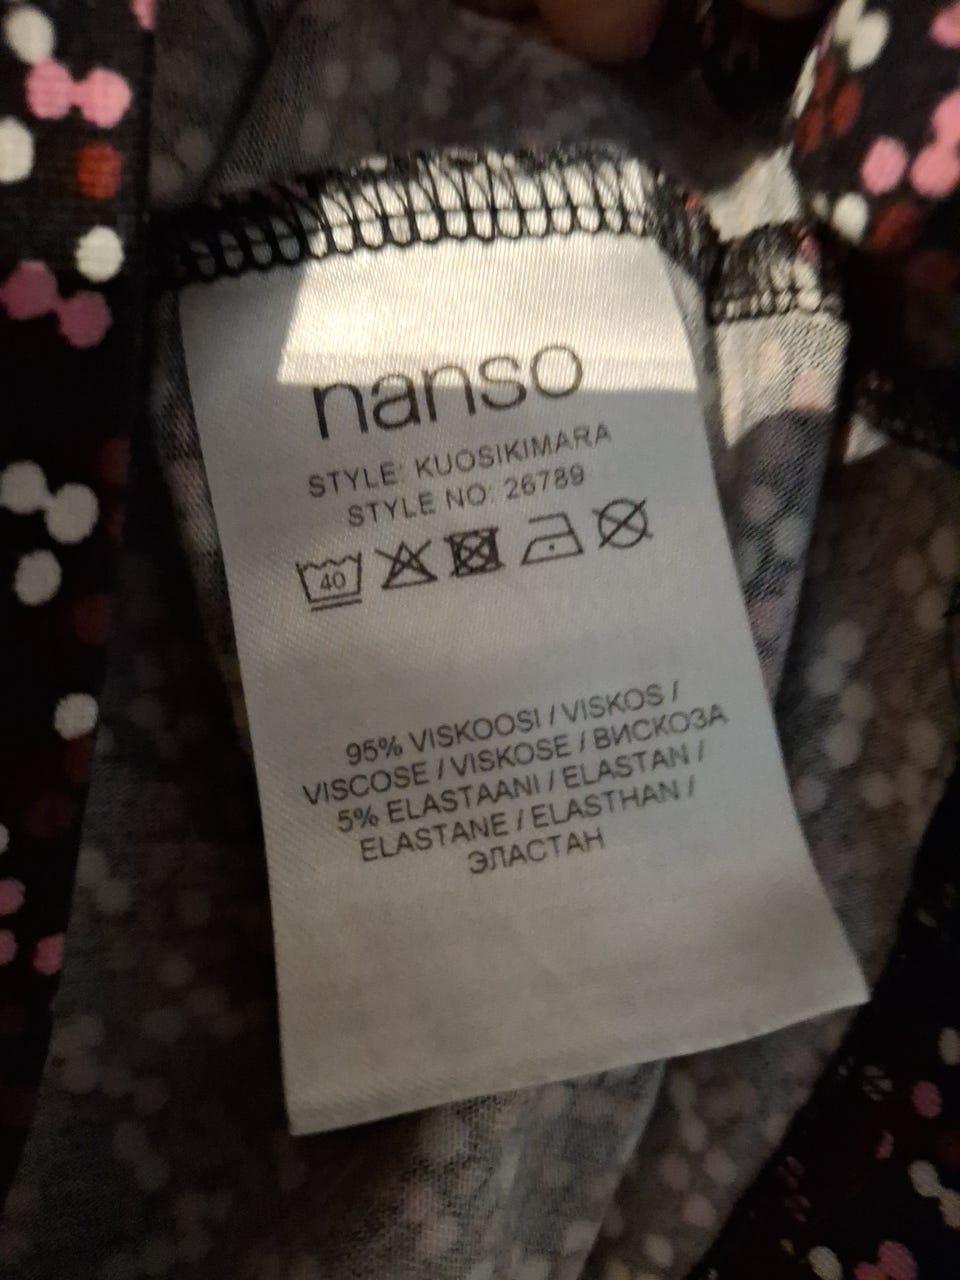 nanso
STYLE: KUOSIKIMARA
STYLE NO: 26789
40
95% VISKOOSI / VISKOS /
VISCOSE / VISKOSE / ВИСКОЗА
5% ELASTAANI / ELASTAN /
ELASTANE / ELASTHAN /
ЭЛАСТАН